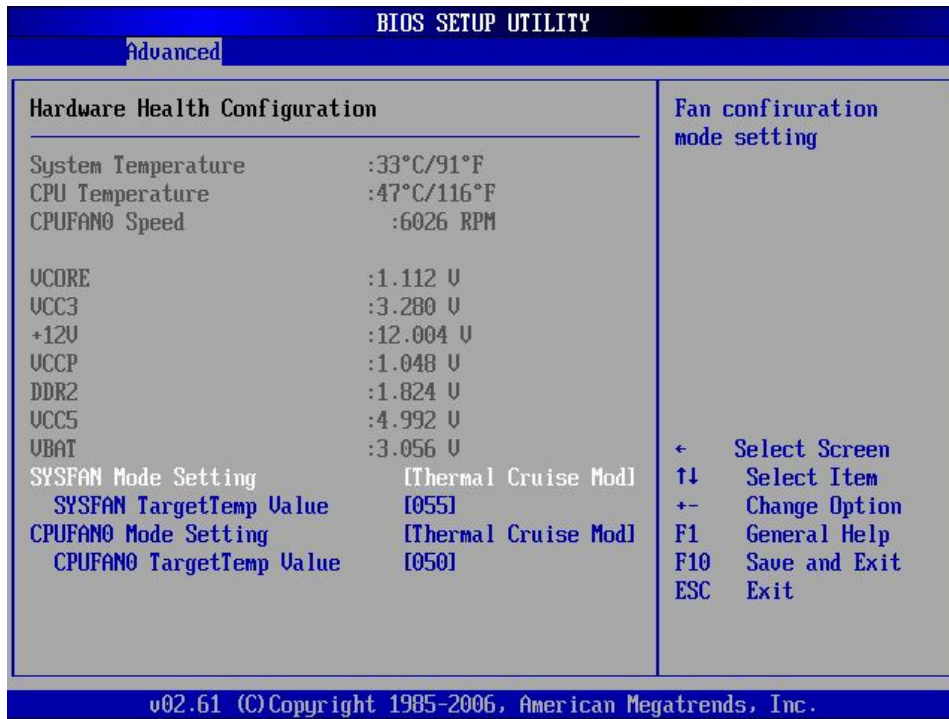 BIOS SETUP UTILITY
Advanced
Hardware Health Configuration
System Temperature :33°C/91°F
CPU Temperature :47°C/116°F
CPUFAN0 Speed :6026 RPM
VCORE :1.112 V
VCC3 :3.280 V
+12V :12.004 V
VCCP :1.048 V
DDR2 :1.824 V
VCC5 :4.992 V
VBAT :3.056 V
SYSFAN Mode Setting [Thermal Cruise Mod]
SYSFAN TargetTemp Value [055]
CPUFAN0 Mode Setting [Thermal Cruise Mod]
CPUFAN0 TargetTemp Value [050]
Fan confiruration
mode setting
← Select Screen
↑↓ Select Item
+- Change Option
F1 General Help
F10 Save and Exit
ESC Exit
v02.61 (C)Copyright 1985-2006, American Megatrends, Inc.